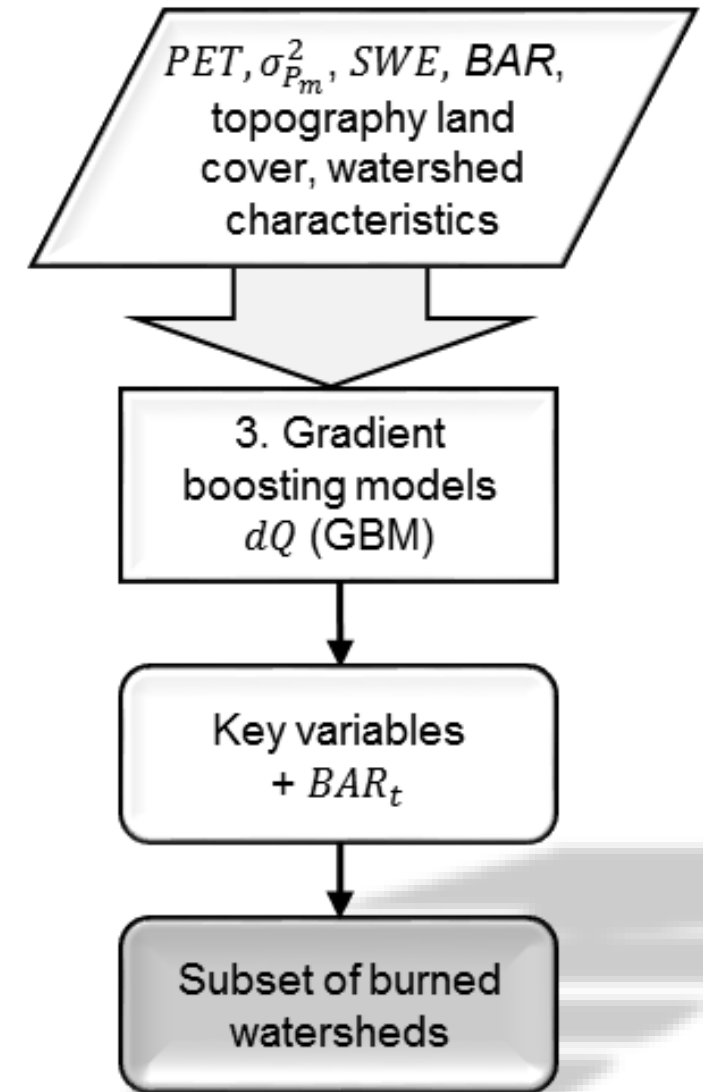 PET, σ²_{P_m}, SWE, BAR,
topography land
cover, watershed
characteristics
3. Gradient
boosting models
dQ (GBM)
Key variables
+ BAR_t
Subset of burned
watersheds